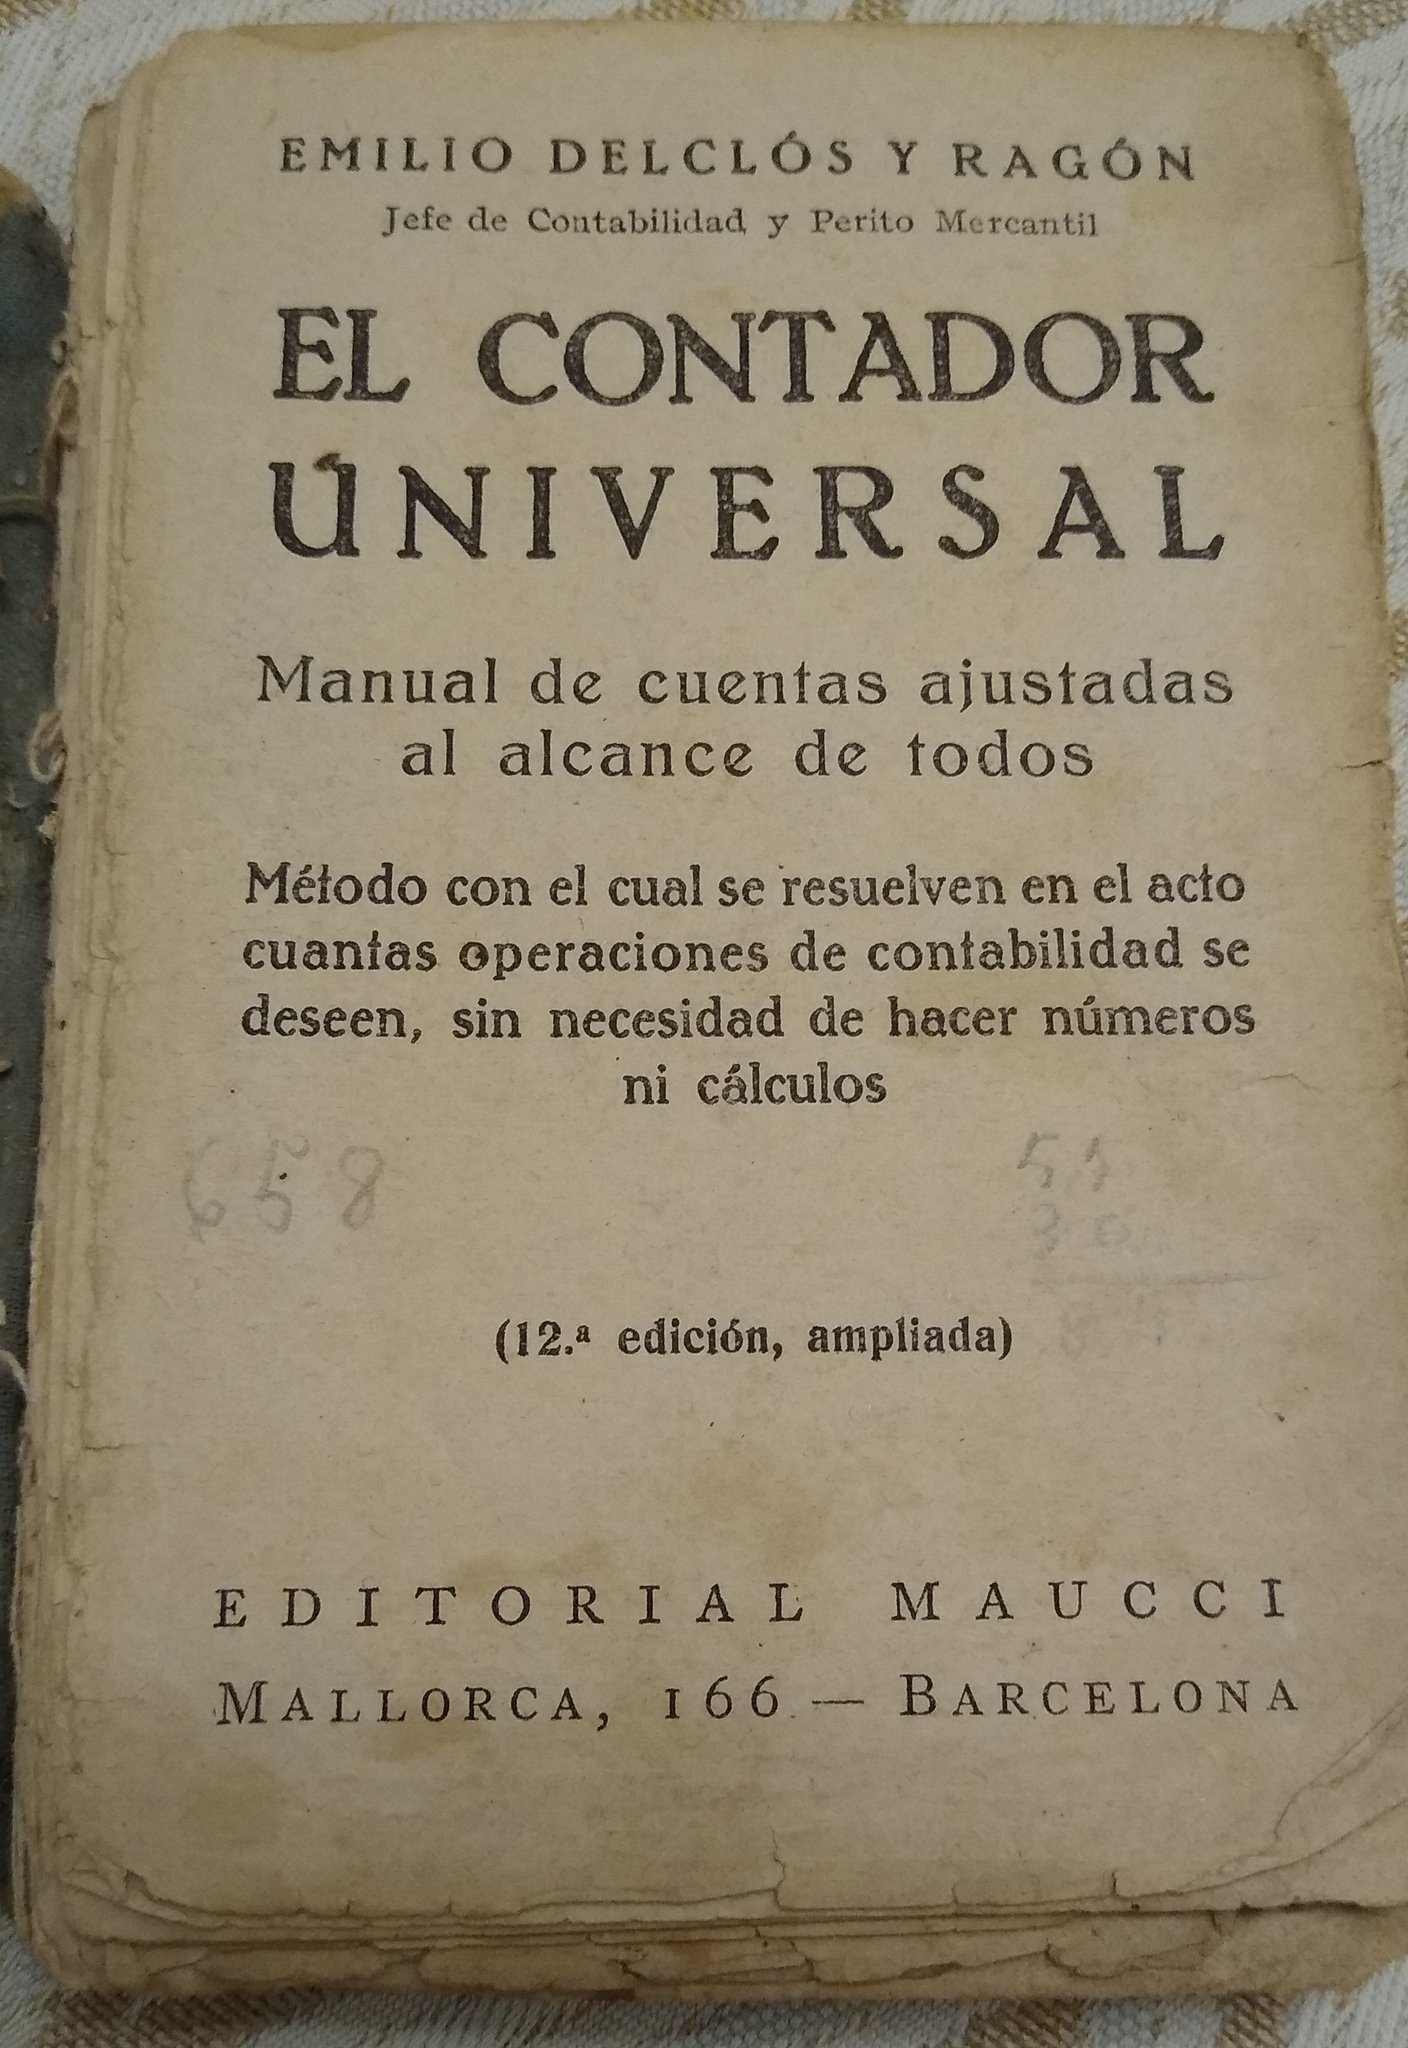 EMILIO DELCLÓS Y RAGÓN
Jefe de Contabilidad y Perito Mercantil
EL CONTADOR
UNIVERSAL
Manual de cuentas ajustadas
al alcance de todos
Método con el cual se resuelven en el acto
cuantas operaciones de contabilidad se
deseen, sin necesidad de hacer números
ni cálculos
658
(12.ª edición, ampliada)
EDITORIAL MAUCCI
MALLORCA, 166 — BARCELONA